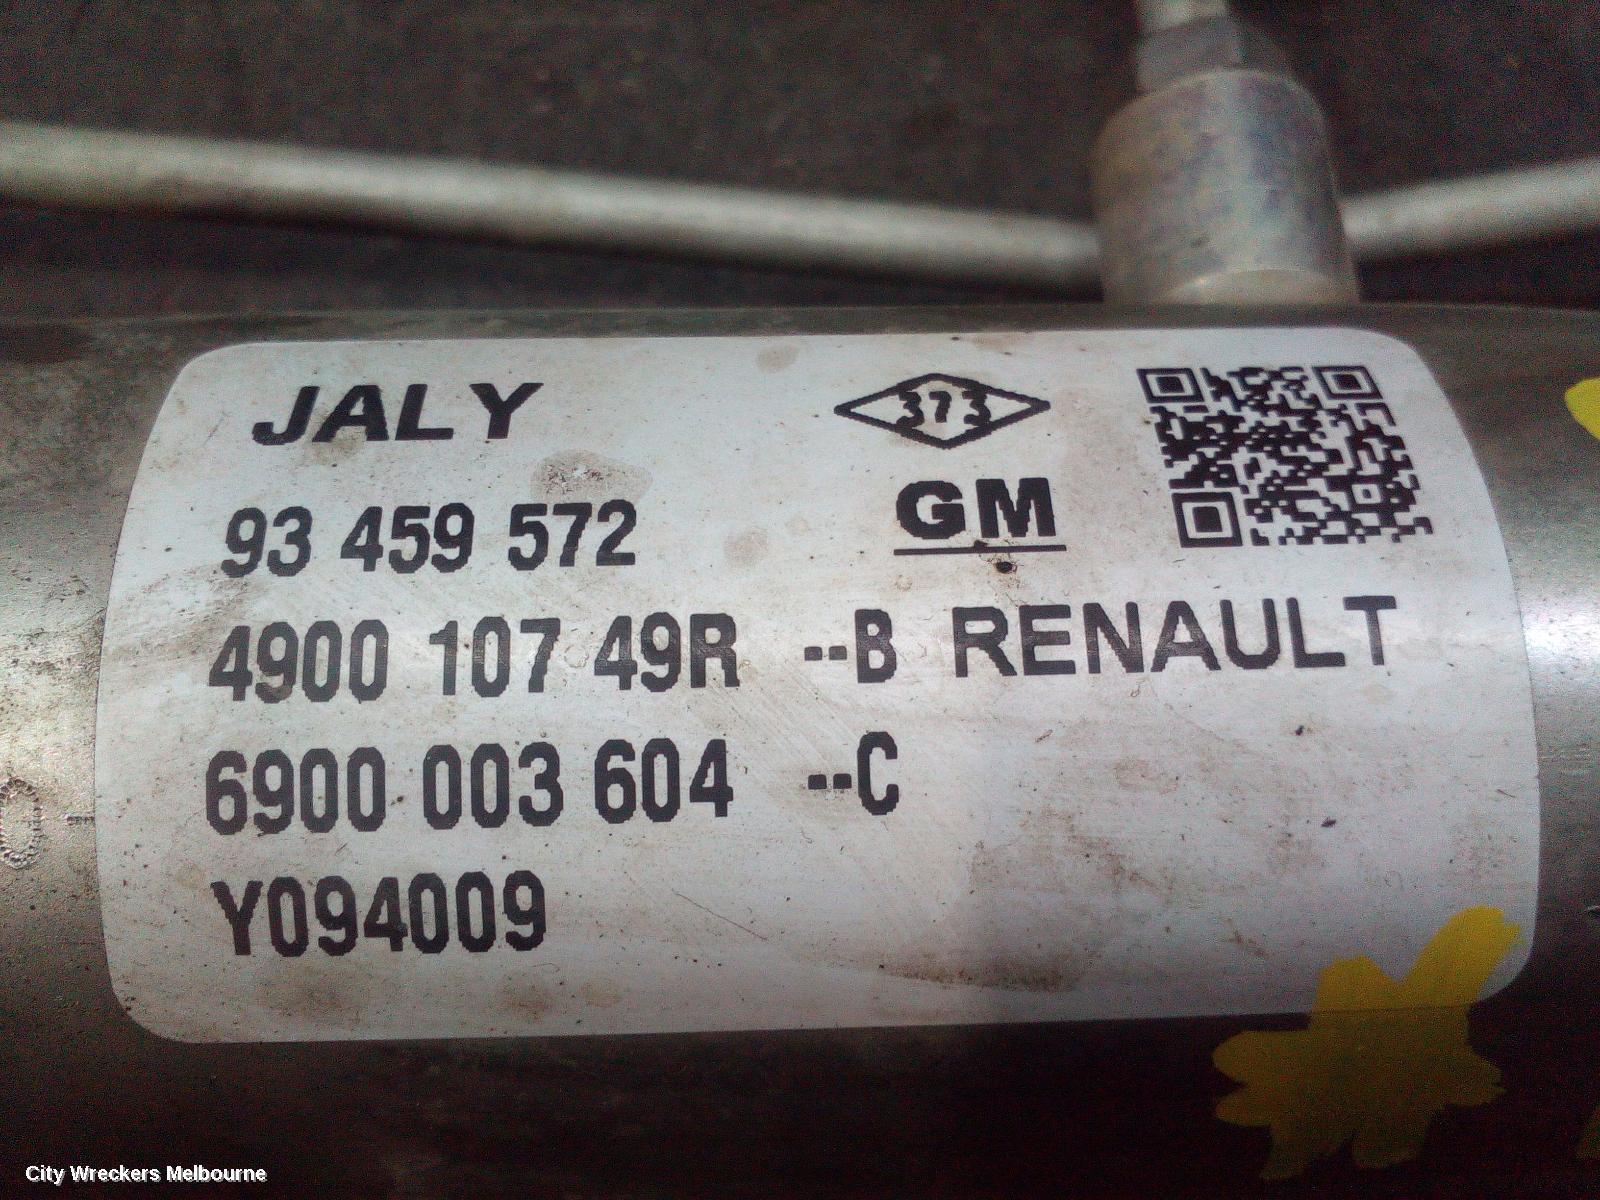 JALY
373
93 459 572
GM
4900 107 49R --B RENAULT
6900 003 604 --C
Y094009
City Wreckers Melbourne